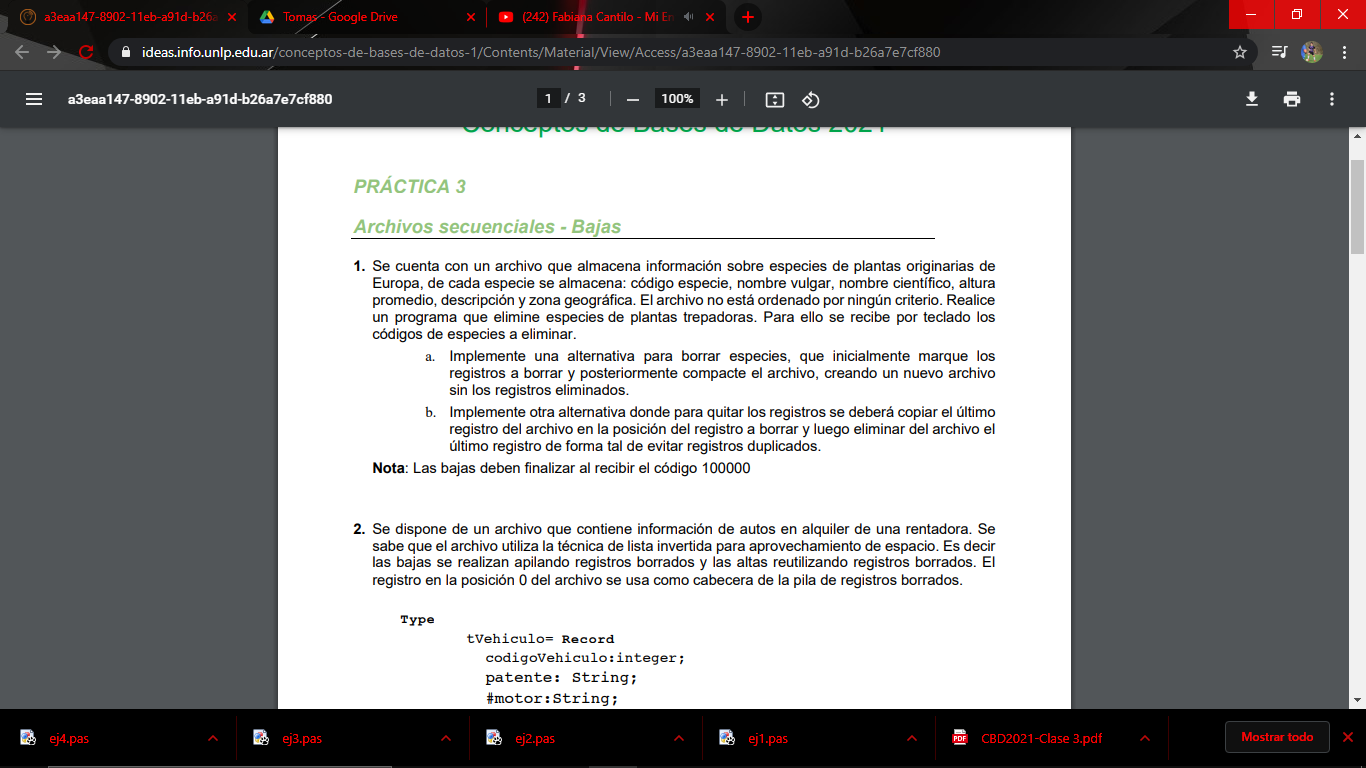 a3eaa147-8902-11eb-a91d-b26a
Tomas - Google Drive
(242) Fabiana Cantilo - Mi En
ideas.info.unlp.edu.ar/conceptos-de-bases-de-datos-1/Contents/Material/View/Access/a3eaa147-8902-11eb-a91d-b26a7e7cf880
a3eaa147-8902-11eb-a91d-b26a7e7cf880
1 / 3
100%
Conceptos de Bases de Datos 2021
PRÁCTICA 3
Archivos secuenciales - Bajas
1. Se cuenta con un archivo que almacena información sobre especies de plantas originarias de
Europa, de cada especie se almacena: código especie, nombre vulgar, nombre científico, altura
promedio, descripción y zona geográfica. El archivo no está ordenado por ningún criterio. Realice
un programa que elimine especies de plantas trepadoras. Para ello se recibe por teclado los
códigos de especies a eliminar.
a. Implemente una alternativa para borrar especies, que inicialmente marque los
registros a borrar y posteriormente compacte el archivo, creando un nuevo archivo
sin los registros eliminados.
b. Implemente otra alternativa donde para quitar los registros se deberá copiar el último
registro del archivo en la posición del registro a borrar y luego eliminar del archivo el
último registro de forma tal de evitar registros duplicados.
Nota: Las bajas deben finalizar al recibir el código 100000
2. Se dispone de un archivo que contiene información de autos en alquiler de una rentadora. Se
sabe que el archivo utiliza la técnica de lista invertida para aprovechamiento de espacio. Es decir
las bajas se realizan apilando registros borrados y las altas reutilizando registros borrados. El
registro en la posición 0 del archivo se usa como cabecera de la pila de registros borrados.
Type
tVehiculo= Record
codigoVehiculo:integer;
patente: String;
#motor:String;
ej4.pas
ej3.pas
ej2.pas
ej1.pas
CBD2021-Clase 3.pdf
Mostrar todo